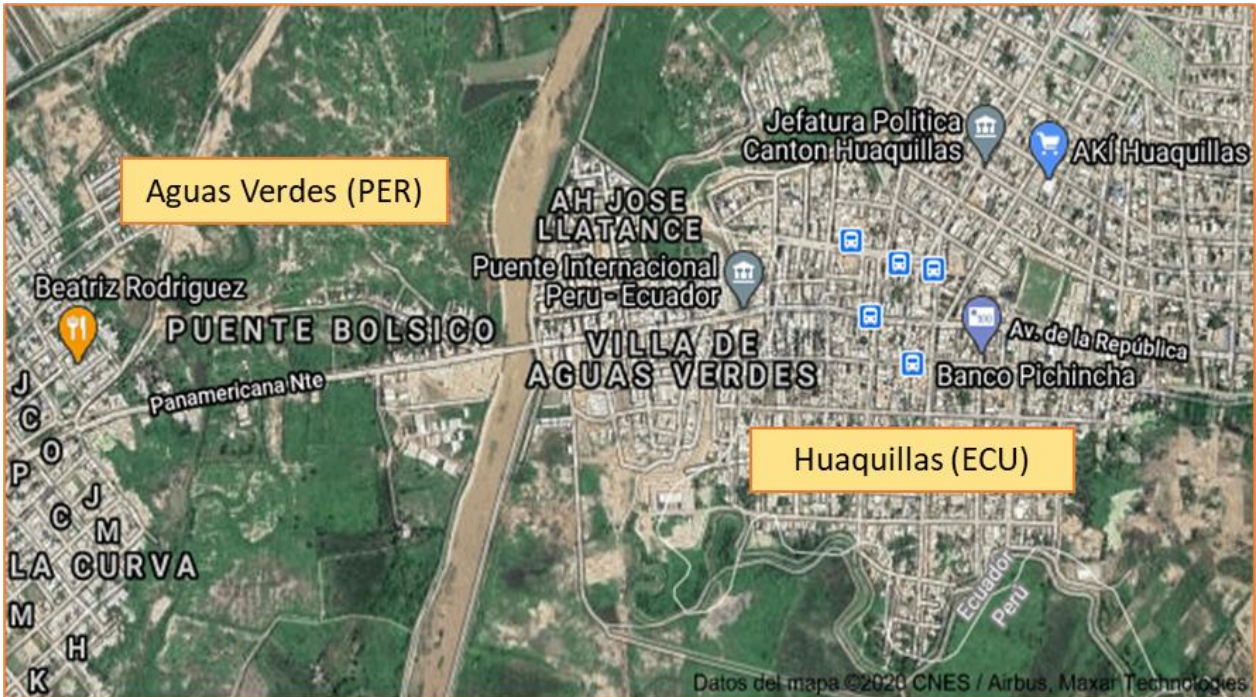 Jefatura Politica
Canton Huaquillas
AKÍ Huaquillas
Aguas Verdes (PER)
AH JOSE
LLATANCE
Puente Internacional
Peru - Ecuador
Beatriz Rodriguez
PUENTE BOLSICO
VILLA DE
AGUAS VERDES
Av. de la República
Banco Pichincha
Panamericana Nte
J
C
O
P
C
J
C
M
Huaquillas (ECU)
LA CURVA
Ecuador
Perú
M
H
K
Datos del mapa ©2020 CNES / Airbus, Maxar Technologies